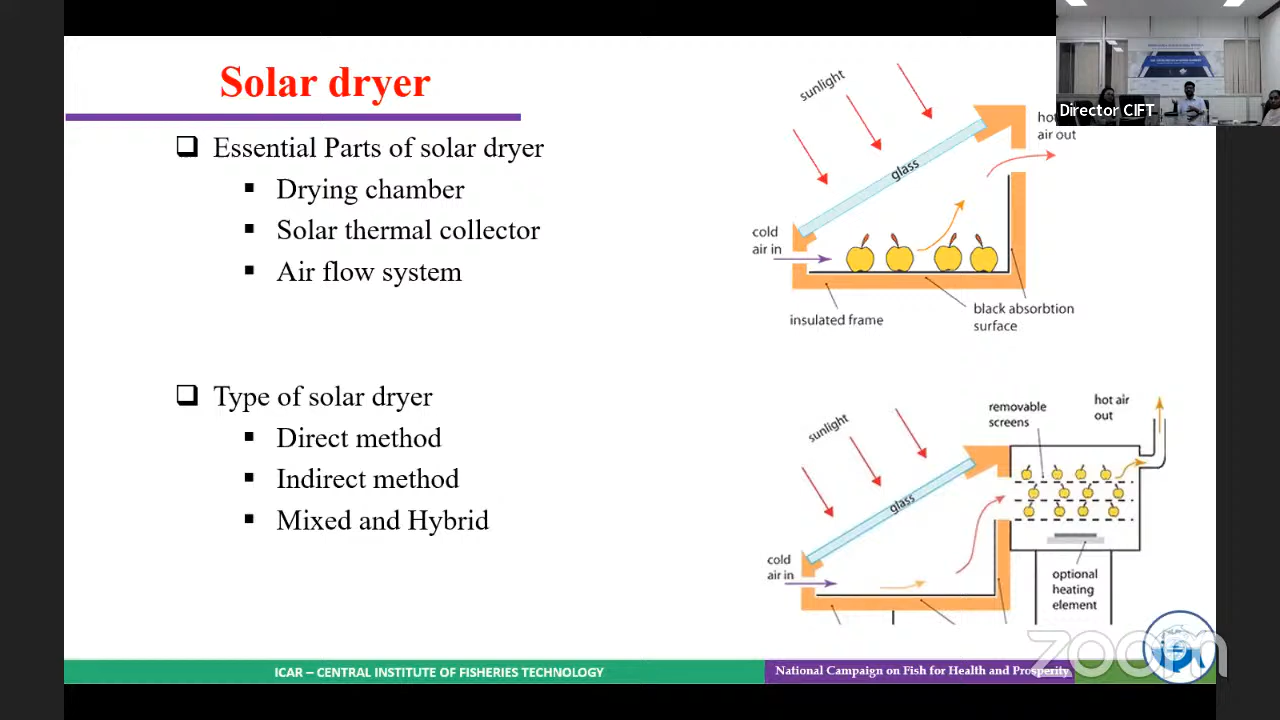 Solar dryer
Essential Parts of solar dryer
Drying chamber
Solar thermal collector
Air flow system
Type of solar dryer
Direct method
Indirect method
Mixed and Hybrid
sunlight
glass
air out
cold
air in
insulated frame
black absorbtion
surface
sunlight
glass
removable
screens
hot air
out
cold
air in
optional
heating
element
Director CIFT
ICAR – CENTRAL INSTITUTE OF FISHERIES TECHNOLOGY
National Campaign on Fish for Health and Prosperity
zoom